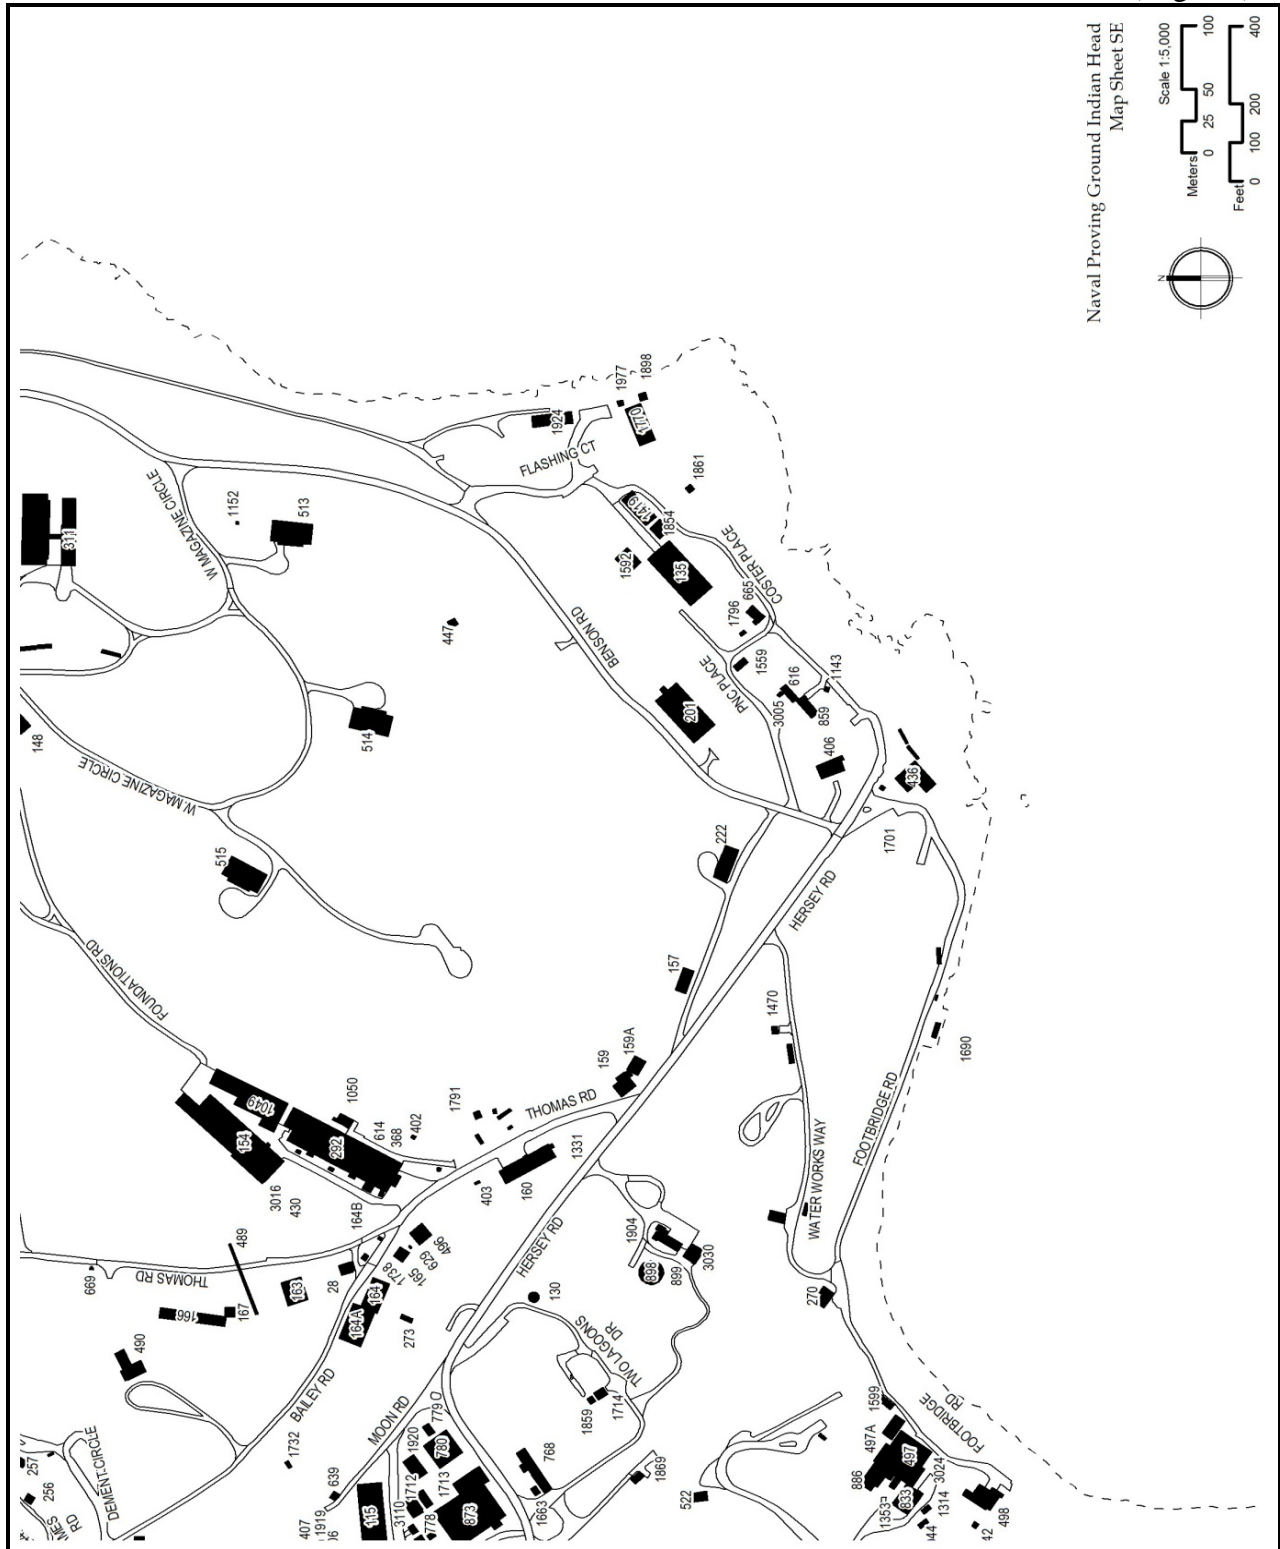 Naval Proving Ground Indian Head
Map Sheet SE
Scale 1:5,000
Meters
0 25 50 100
Feet
0 100 200 400
N
W MAGAZINE CIRCLE
1152
513
311
447
514
148
W. MAGAZINE CIRCLE
515
FOUNDATIONS RD
1924
FLASHING CT
1977
1898
1770
1861
1419
1854
1592
135
COSTER PLACE
665
1796
BENSON RD
1559
PNC PLACE
201
616
1143
3005
859
406
436
1701
222
HERSEY RD
157
1470
1690
159
159A
THOMAS RD
1791
1050
614
368
402
1049
154
292
3016
430
164B
403
160
1331
FOOTBRIDGE RD
WATER WORKS WAY
489
THOMAS RD
669
166
167
163
28
1738
165
629
496
164
164A
273
HERSEY RD
130
1904
898
899
3030
270
490
BAILEY RD
MOON RD
TWO LAGOONS
DR
1859
1714
1732
639
1920
779
780
1712
1713
3110
778
873
115
768
1663
1869
522
257
256
DEMENT CIRCLE
RD
407
1919
1599
FOOTBRIDGE
RD
497A
497
886
3024
833
1353
1314
498